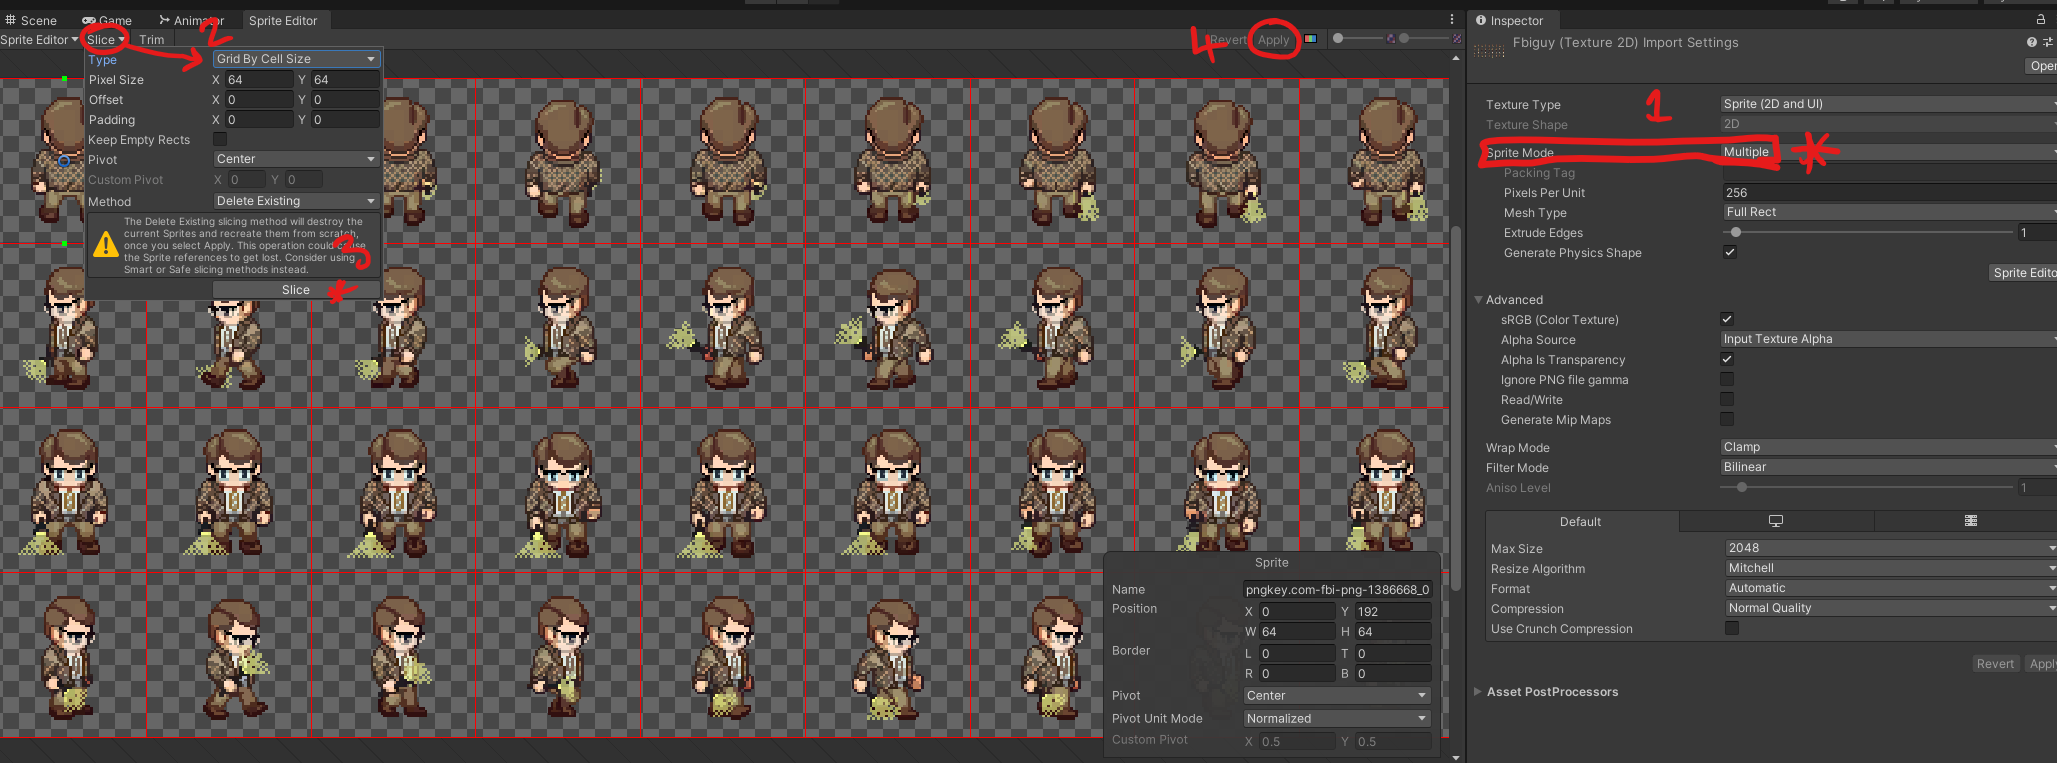 Scene
Game
Animator
Sprite Editor
Sprite Editor
Slice
Trim
2
4
Revert
Apply
Type
Grid By Cell Size
Pixel Size
X 64
Y 64
Offset
X 0
Y 0
Padding
X 0
Y 0
Keep Empty Rects
Pivot
Center
Custom Pivot
X 0
Y 0
Method
Delete Existing
The Delete Existing slicing method will destroy the
current Sprites and recreate them from scratch,
once you select Apply. This operation could cause
the Sprite references to get lost. Consider using
Smart or Safe slicing methods instead.
3
Slice
Sprite
Name
pngkey.com-fbi-png-1386668_0
Position
X 0
Y 192
W 64
H 64
Border
L 0
T 0
R 0
B 0
Pivot
Center
Pivot Unit Mode
Normalized
Custom Pivot
X 0.5
Y 0.5
Inspector
Fbiguy (Texture 2D) Import Settings
Open
1
Texture Type
Sprite (2D and UI)
Texture Shape
2D
Sprite Mode
Multiple
Packing Tag
Pixels Per Unit
256
Mesh Type
Full Rect
Extrude Edges
1
Generate Physics Shape
Sprite Edito
Advanced
sRGB (Color Texture)
Alpha Source
Input Texture Alpha
Alpha Is Transparency
Ignore PNG file gamma
Read/Write
Generate Mip Maps
Wrap Mode
Clamp
Filter Mode
Bilinear
Aniso Level
1
Default
Max Size
2048
Resize Algorithm
Mitchell
Format
Automatic
Compression
Normal Quality
Use Crunch Compression
Revert
Apply
Asset PostProcessors